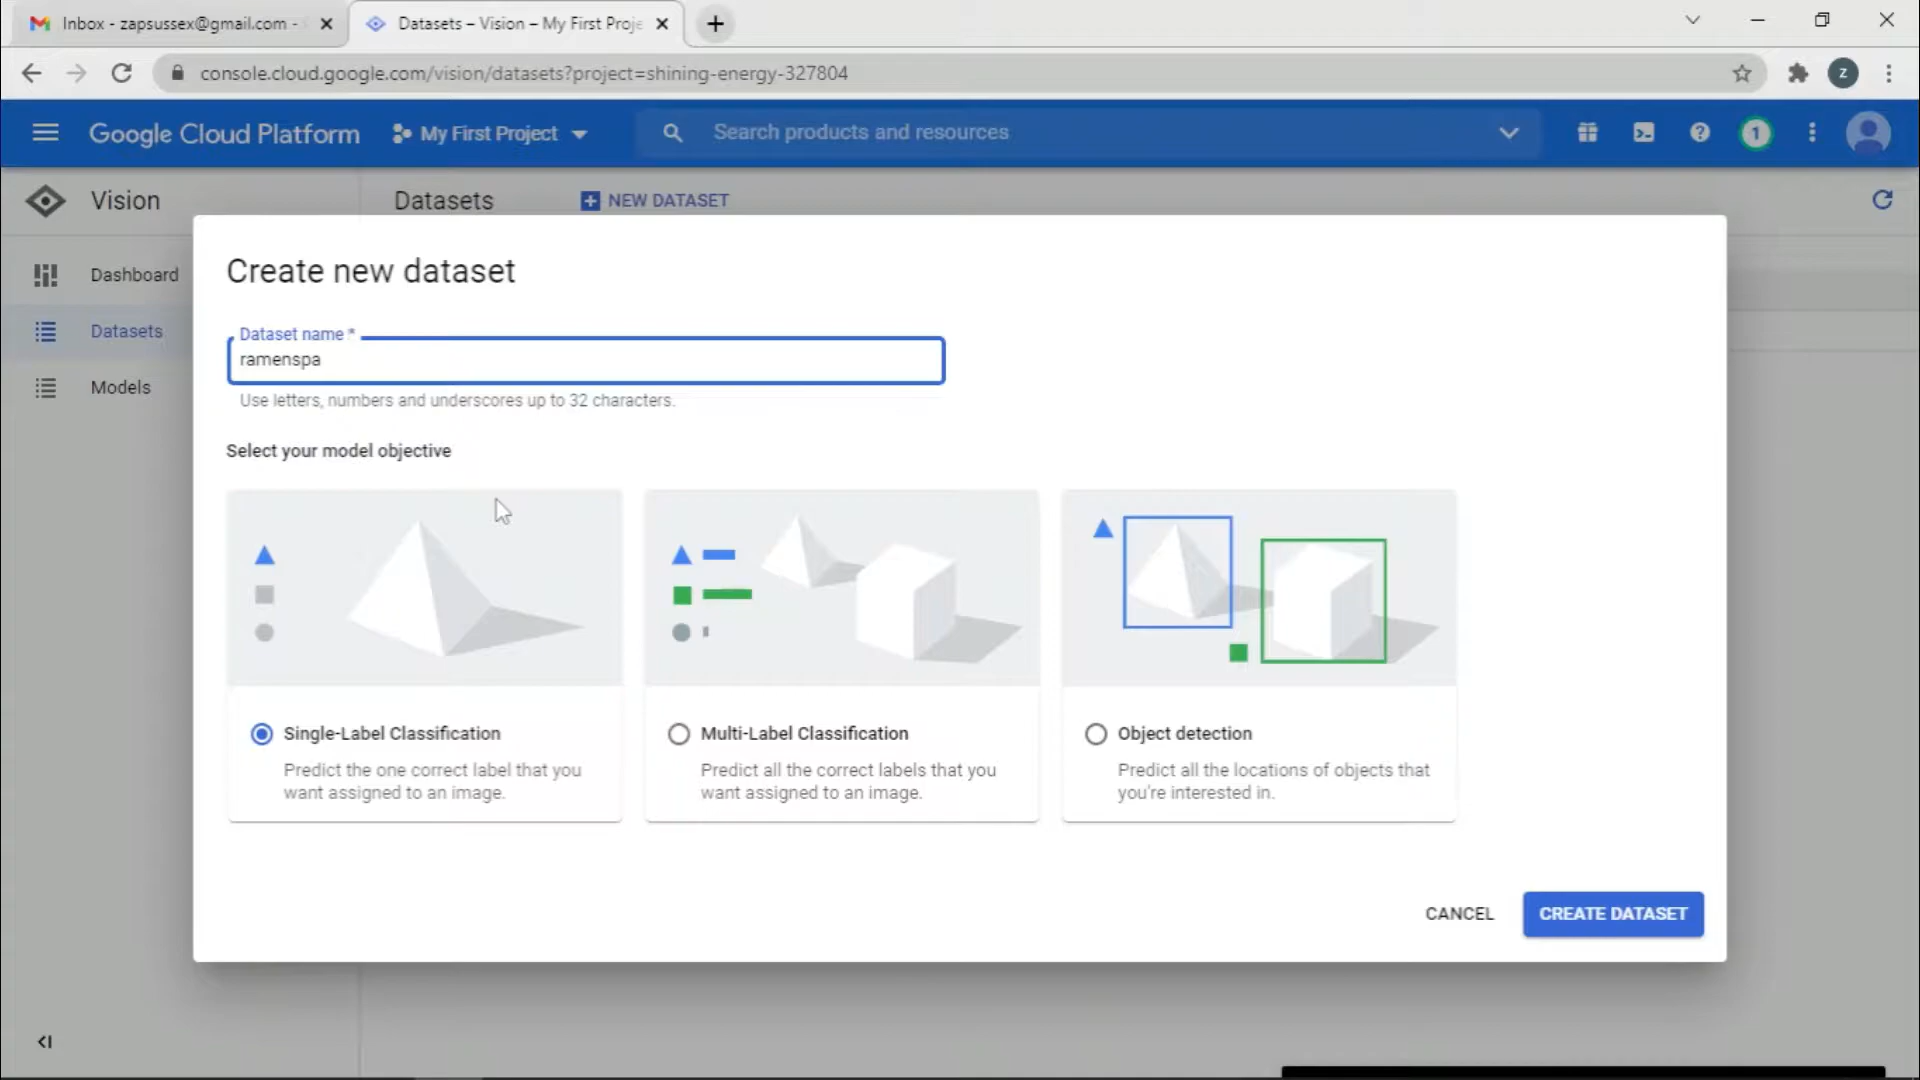 Inbox - zapsussex@gmail.com -
Datasets – Vision – My First Proje
console.cloud.google.com/vision/datasets?project=shining-energy-327804
Z
Google Cloud Platform
My First Project
Search products and resources
1
Vision
Datasets
NEW DATASET
Dashboard
Datasets
Models
Create new dataset
Dataset name *
ramenspa
Use letters, numbers and underscores up to 32 characters.
Select your model objective
Single-Label Classification
Predict the one correct label that you
want assigned to an image.
Multi-Label Classification
Predict all the correct labels that you
want assigned to an image.
Object detection
Predict all the locations of objects that
you're interested in.
CANCEL
CREATE DATASET